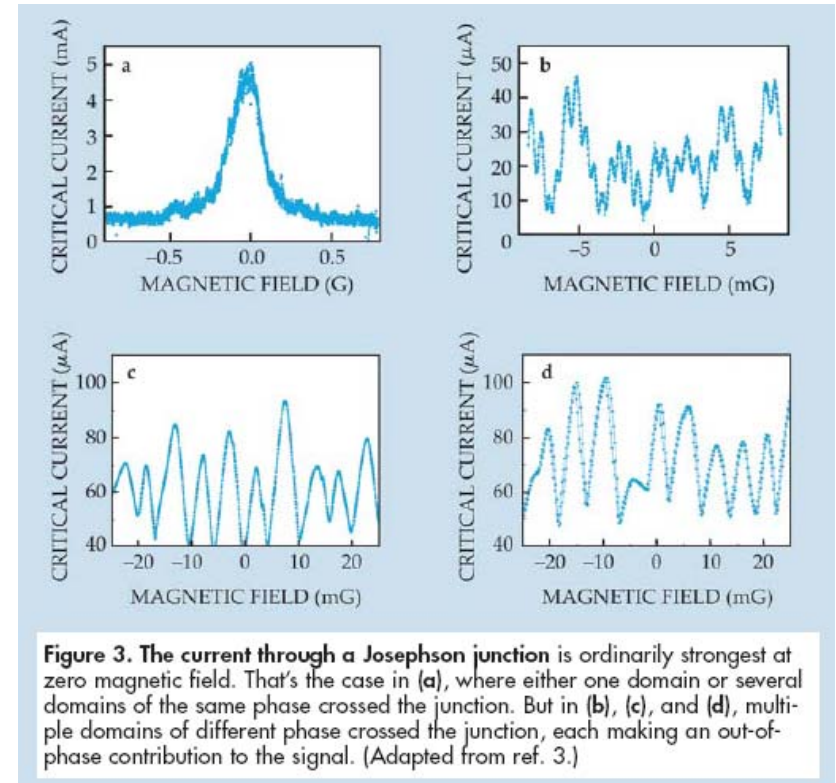 CRITICAL CURRENT (mA)
5
4
3
2
1
0
a
−0.5
0.0
0.5
MAGNETIC FIELD (G)
CRITICAL CURRENT (μA)
50
40
30
20
10
0
b
−5
0
5
MAGNETIC FIELD (mG)
CRITICAL CURRENT (μA)
100
80
60
40
c
−20
−10
0
10
20
MAGNETIC FIELD (mG)
CRITICAL CURRENT (μA)
100
80
60
40
d
−20
−10
0
10
20
MAGNETIC FIELD (mG)
Figure 3. The current through a Josephson junction is ordinarily strongest at
zero magnetic field. That's the case in (a), where either one domain or several
domains of the same phase crossed the junction. But in (b), (c), and (d), multi-
ple domains of different phase crossed the junction, each making an out-of-
phase contribution to the signal. (Adapted from ref. 3.)